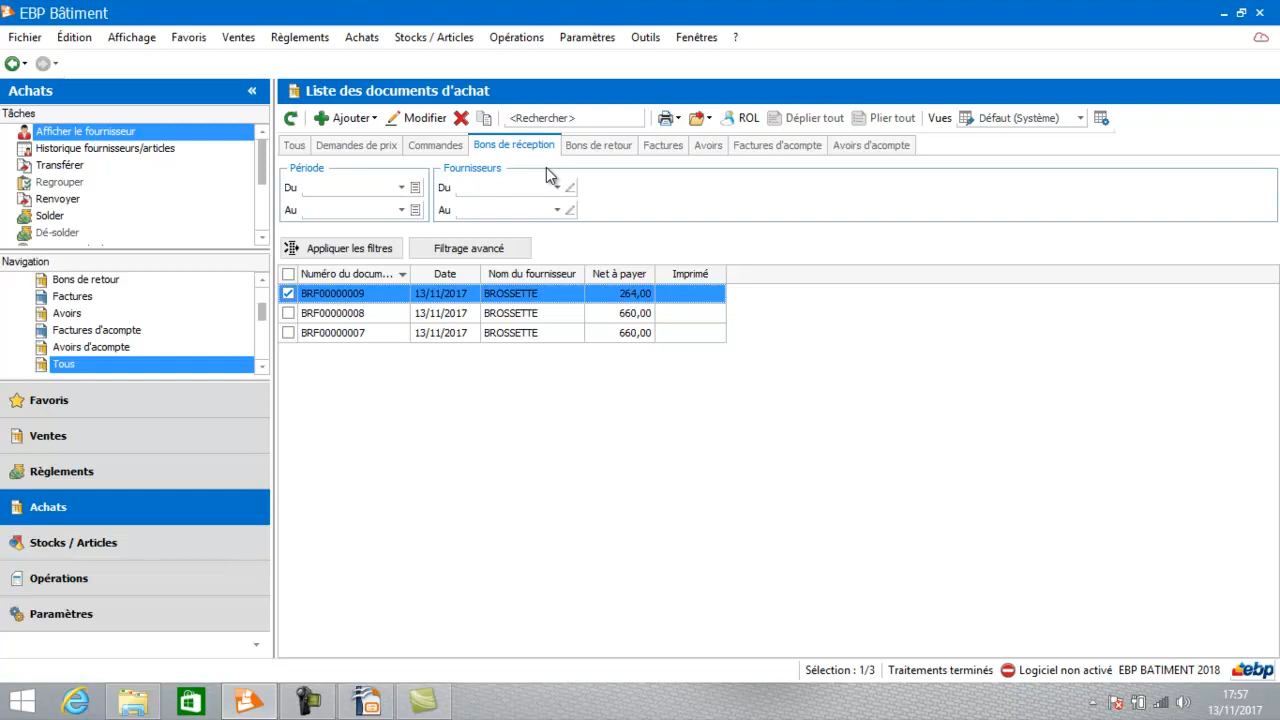 EBP Bâtiment
Fichier Édition Affichage Favoris Ventes Règlements Achats Stocks / Articles Opérations Paramètres Outils Fenêtres ?
Achats «
Tâches
Afficher le fournisseur
Historique fournisseurs/articles
Transférer
Regrouper
Renvoyer
Solder
Dé-solder
Navigation
Bons de retour
Factures
Avoirs
Factures d'acompte
Avoirs d'acompte
Tous
Favoris
Ventes
Règlements
Achats
Stocks / Articles
Opérations
Paramètres
Liste des documents d'achat
Ajouter Modifier <Rechercher> ROL Déplier tout Plier tout Vues Défaut (Système)
Tous Demandes de prix Commandes Bons de réception Bons de retour Factures Avoirs Factures d'acompte Avoirs d'acompte
Période Fournisseurs
Du Du
Au Au
Appliquer les filtres Filtrage avancé
Numéro du docum... Date Nom du fournisseur Net à payer Imprimé
BRF00000009 13/11/2017 BROSSETTE 264,00
BRF00000008 13/11/2017 BROSSETTE 660,00
BRF00000007 13/11/2017 BROSSETTE 660,00
Sélection : 1/3 Traitements terminés Logiciel non activé EBP BATIMENT 2018 ebp
17:57
13/11/2017